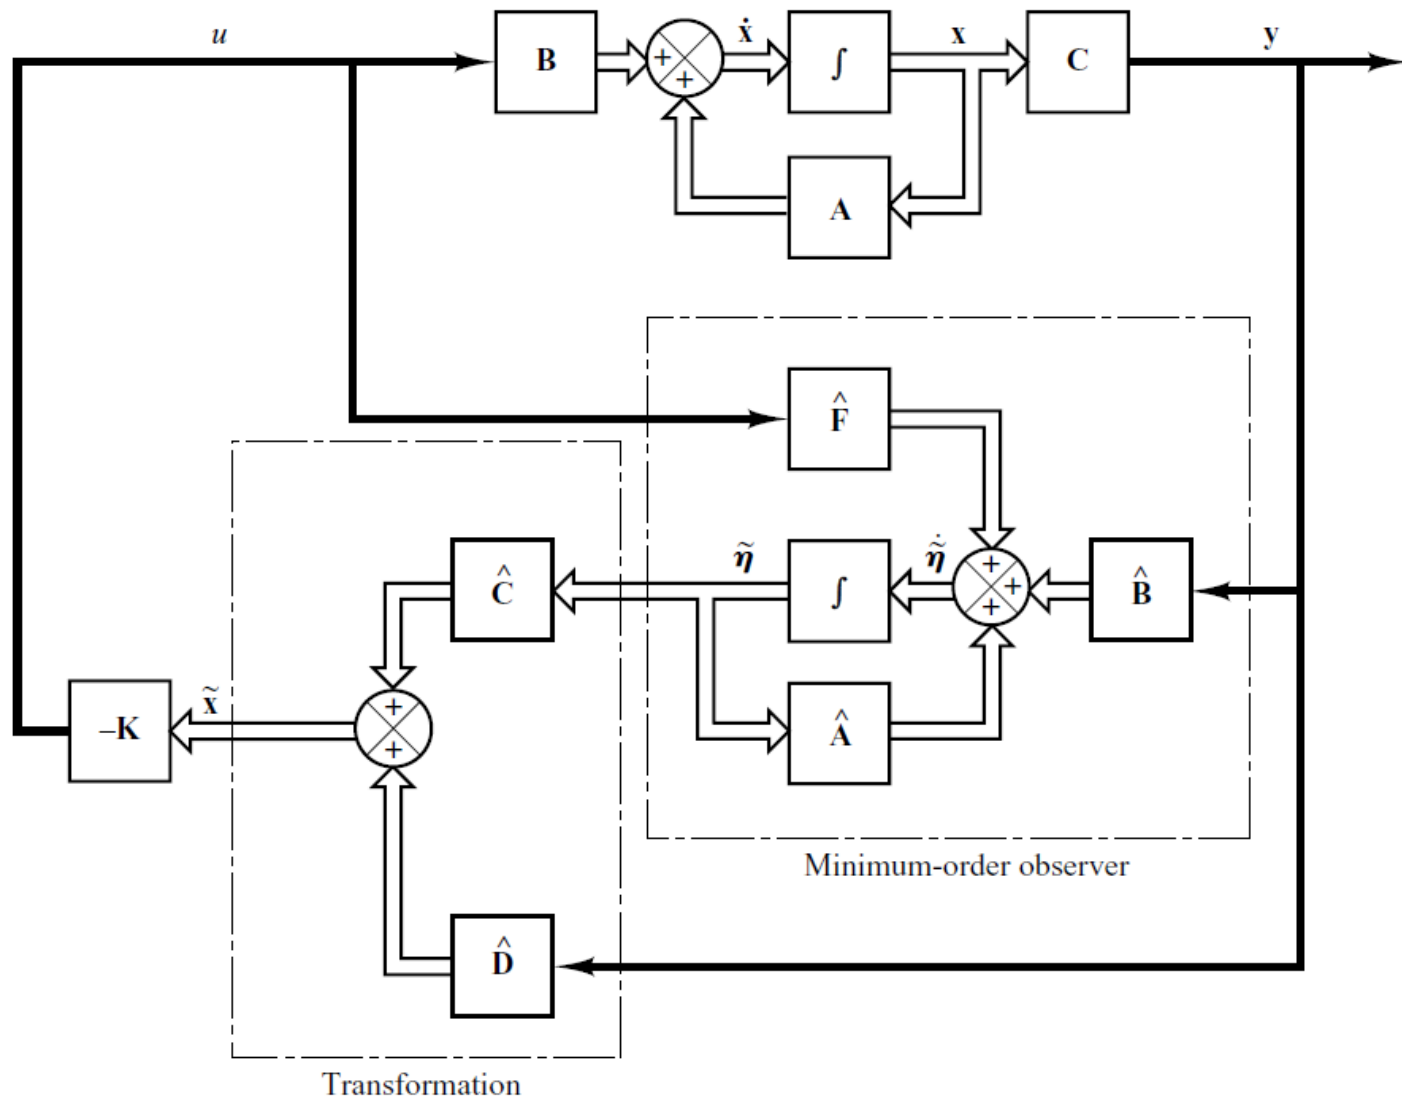 u
B
+
+
ẋ
∫
x
C
y
A
F̂
Ĉ
η̃
∫
η̃̇
+
+
+
B̂
–K
x̃
+
+
Â
Minimum-order observer
D̂
Transformation